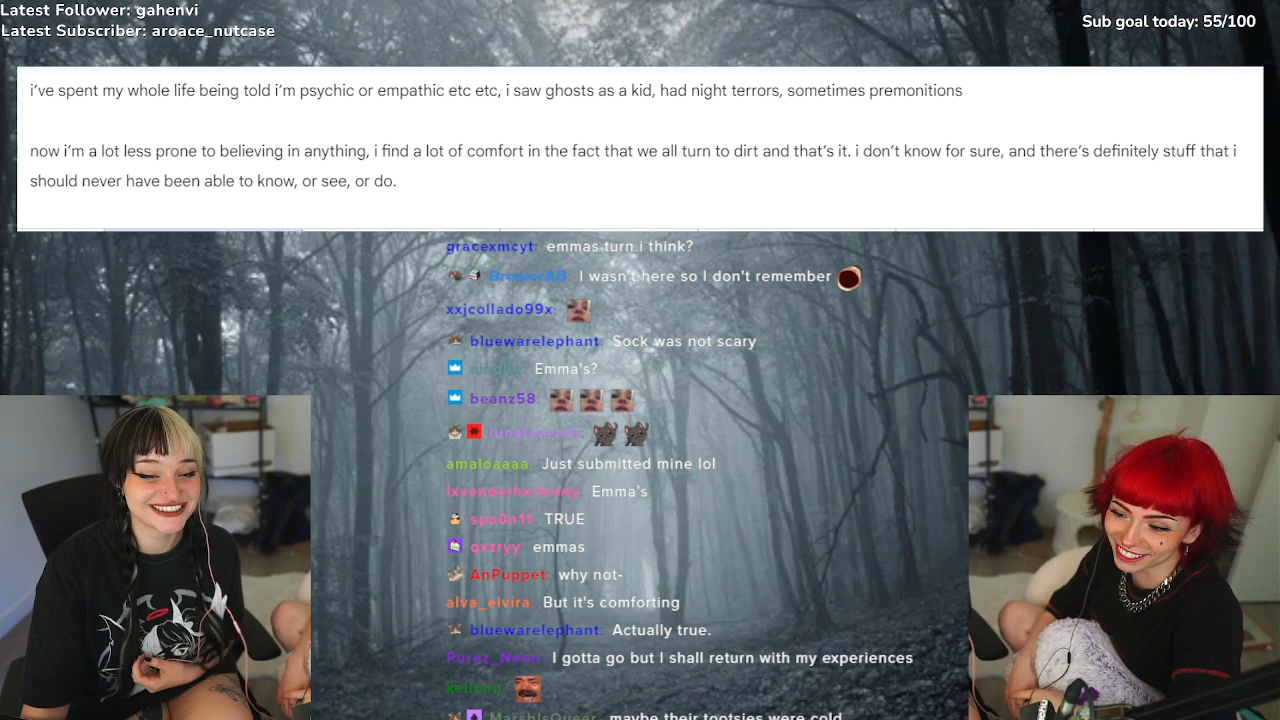 Latest Follower: gahenvi
Sub goal today: 55/100
Latest Subscriber: aroace_nutcase
i've spent my whole life being told i'm psychic or empathic etc etc, i saw ghosts as a kid, had night terrors, sometimes premonitions
now i'm a lot less prone to believing in anything, i find a lot of comfort in the fact that we all turn to dirt and that's it. i don't know for sure, and there's definitely stuff that i
should never have been able to know, or see, or do.
gracexmcyt: emmas turn i think?
I wasn't here so I don't remember
xxjcollado99x:
bluewarelephant: Sock was not scary
Emma's?
beanz58:
amaloaaaa: Just submitted mine lol
lxvenderhxrmony: Emma's
spo0n11: TRUE
qxzryy: emmas
AnPuppet: why not-
alva_elvira: But it's comforting
bluewarelephant: Actually true.
I gotta go but I shall return with my experiences
MarshIsQueer: maybe their tootsies were cold